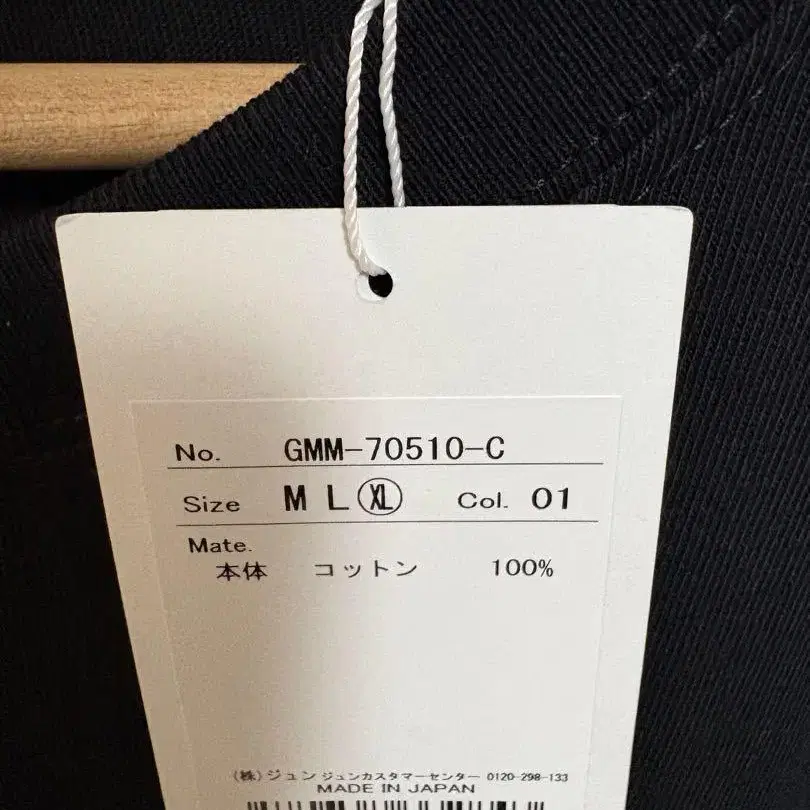 No. GMM-70510-C
Size M L XL Col. 01
Mate.
本体 コットン 100%
(株)ジュン ジュンカスタマーセンター 0120-298-133
MADE IN JAPAN